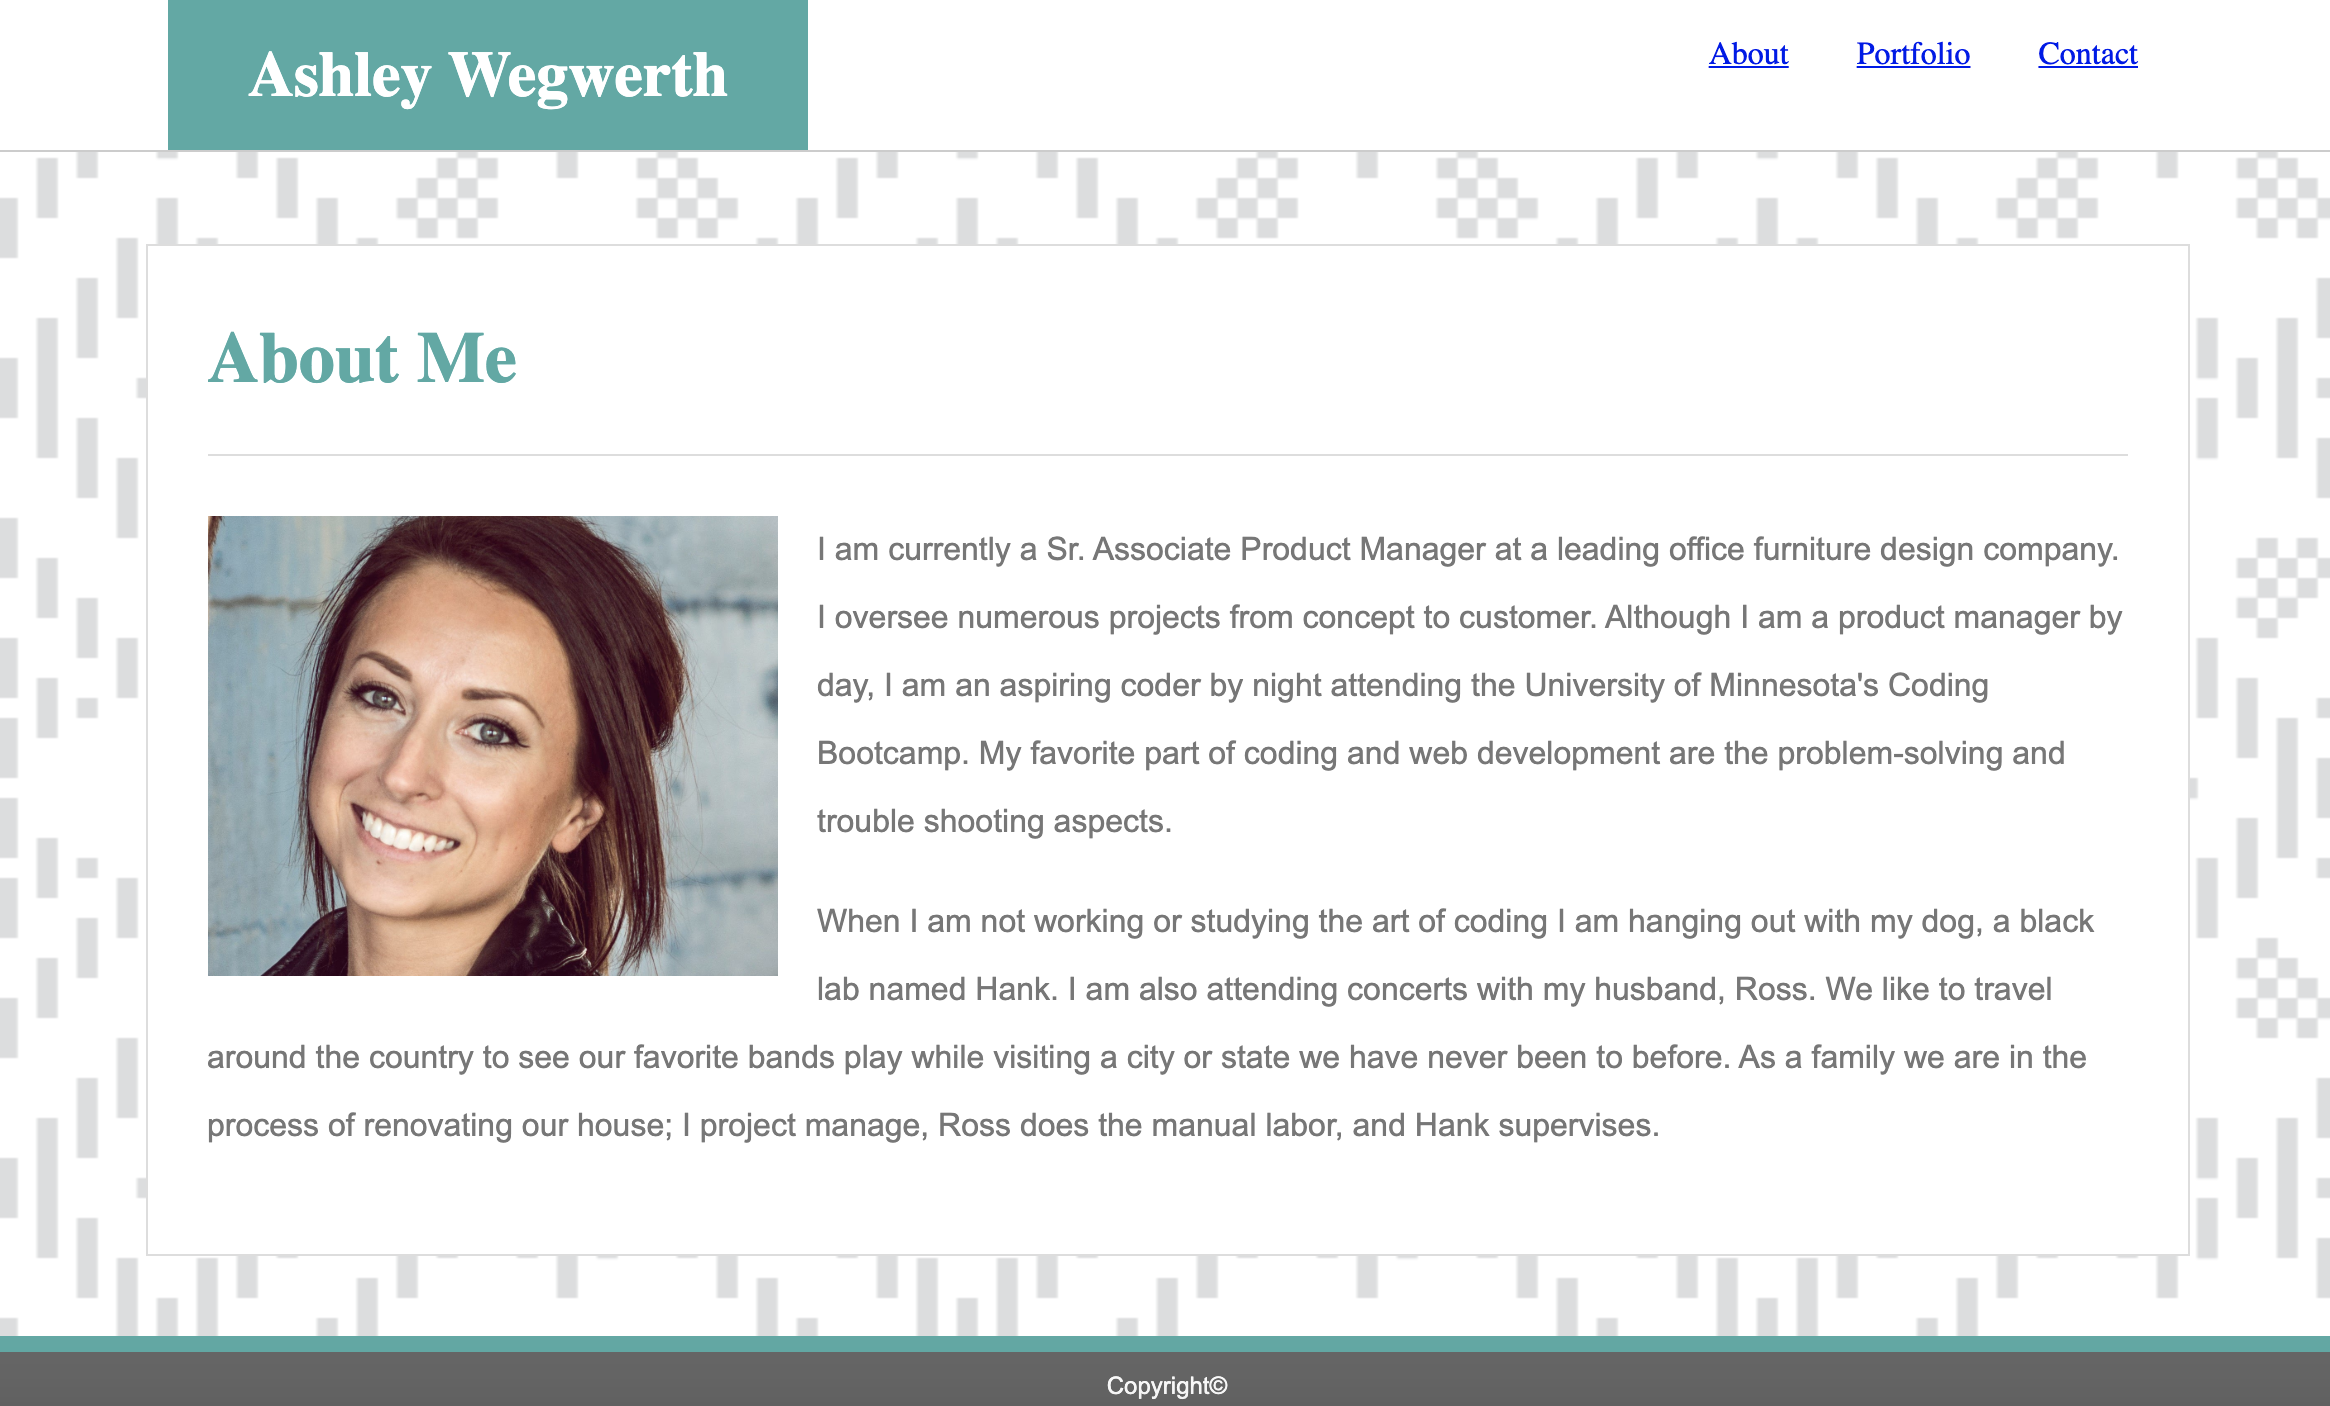 Ashley Wegwerth
About Portfolio Contact
About Me
I am currently a Sr. Associate Product Manager at a leading office furniture design company.
I oversee numerous projects from concept to customer. Although I am a product manager by
day, I am an aspiring coder by night attending the University of Minnesota's Coding
Bootcamp. My favorite part of coding and web development are the problem-solving and
trouble shooting aspects.
When I am not working or studying the art of coding I am hanging out with my dog, a black
lab named Hank. I am also attending concerts with my husband, Ross. We like to travel
around the country to see our favorite bands play while visiting a city or state we have never been to before. As a family we are in the
process of renovating our house; I project manage, Ross does the manual labor, and Hank supervises.
Copyright©